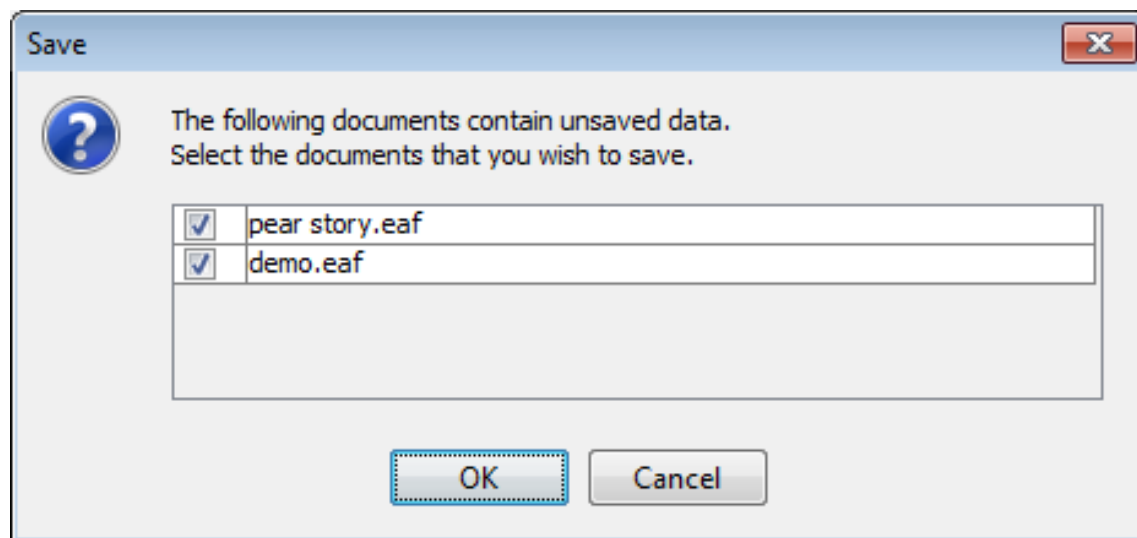 Save
The following documents contain unsaved data.
Select the documents that you wish to save.
pear story.eaf
demo.eaf
OK
Cancel